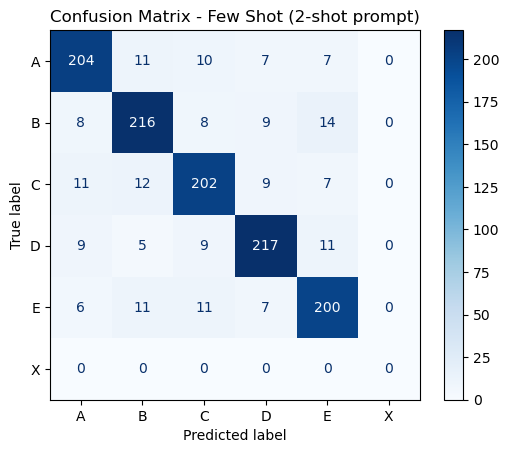 Confusion Matrix - Few Shot (2-shot prompt)
A 204 11 10 7 7 0
B 8 216 8 9 14 0
C 11 12 202 9 7 0
D 9 5 9 217 11 0
E 6 11 11 7 200 0
X 0 0 0 0 0 0
A B C D E X
True label
Predicted label
200
175
150
125
100
75
50
25
0